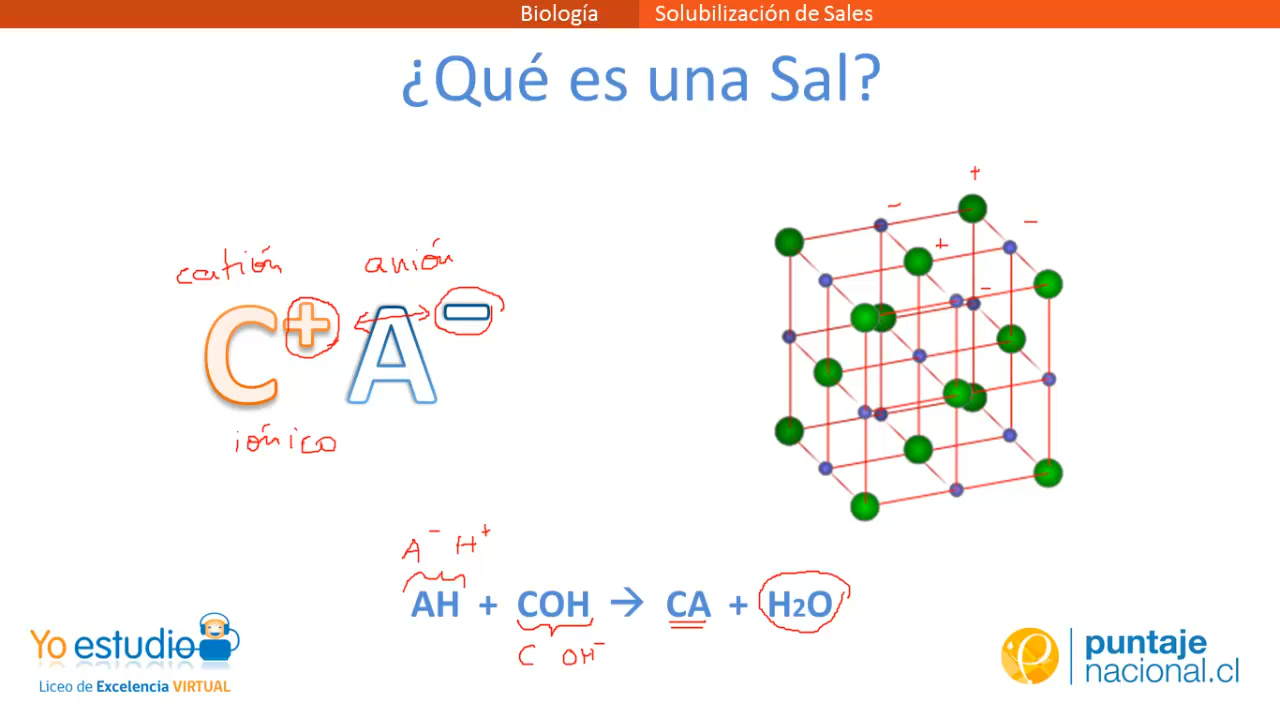 Biología Solubilización de Sales
¿Qué es una Sal?
+
- -
+
catión anión
-
C+ A-
iónico
A- H+
AH + COH → CA + H2O
C OH-
Yo estudio
Liceo de Excelencia VIRTUAL
puntaje
nacional.cl